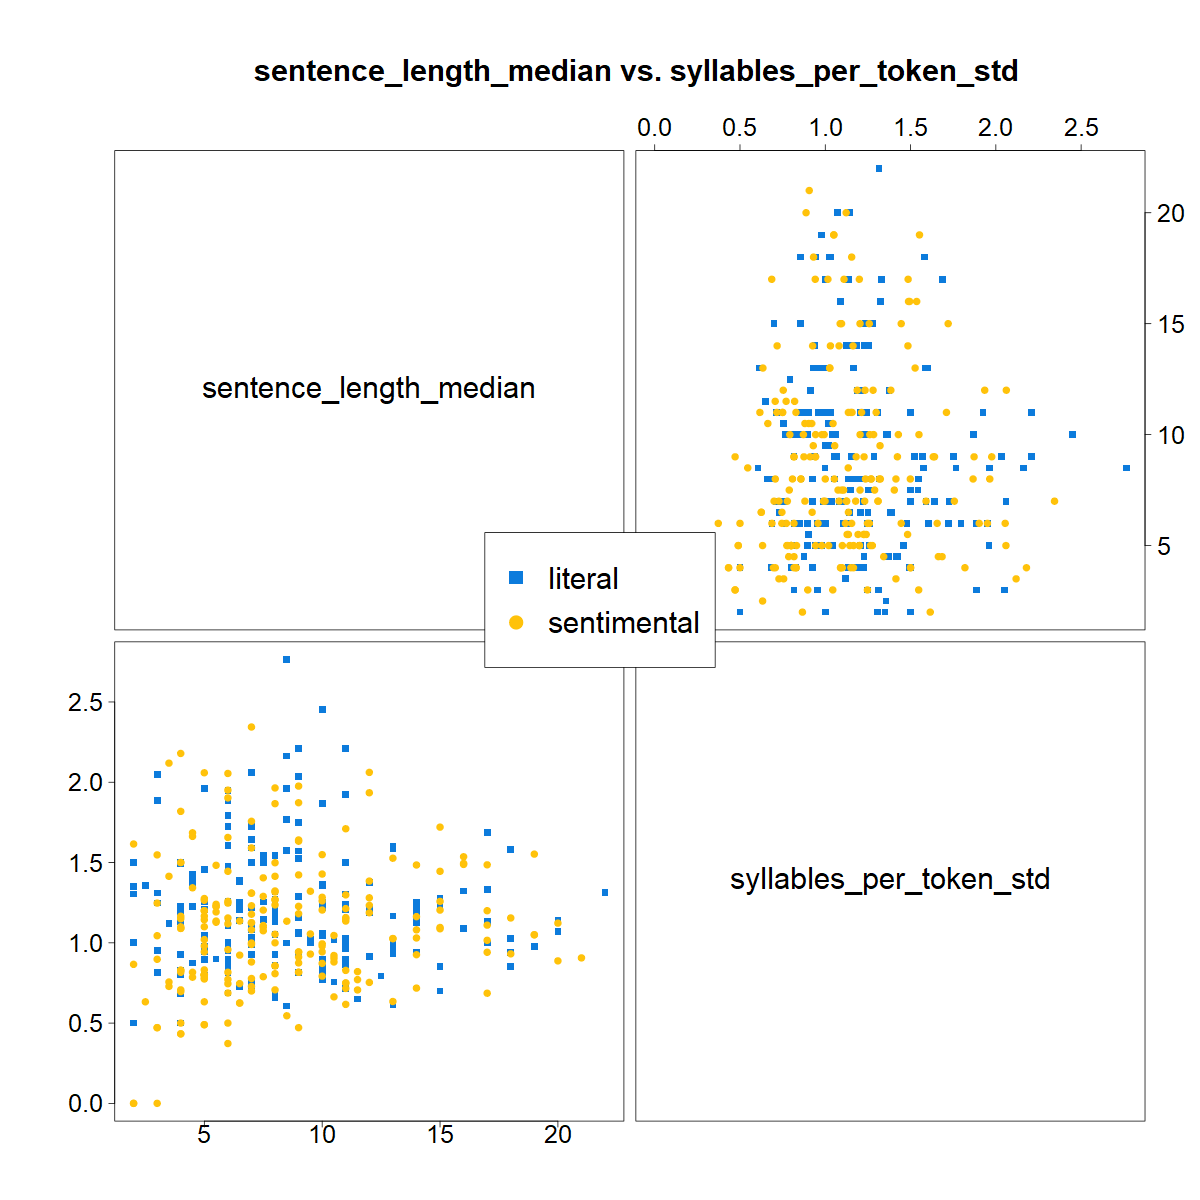 sentence_length_median vs. syllables_per_token_std
0.0 0.5 1.0 1.5 2.0 2.5
sentence_length_median
20
15
10
5
literal
sentimental
2.5
2.0
1.5
1.0
0.5
0.0
syllables_per_token_std
5 10 15 20